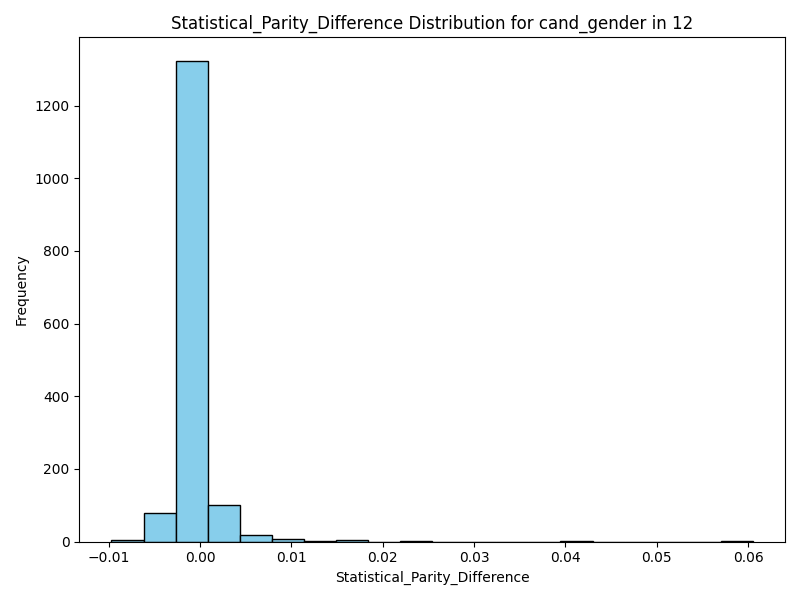 Statistical_Parity_Difference Distribution for cand_gender in 12
Frequency
1200
1000
800
600
400
200
0
−0.01 0.00 0.01 0.02 0.03 0.04 0.05 0.06
Statistical_Parity_Difference